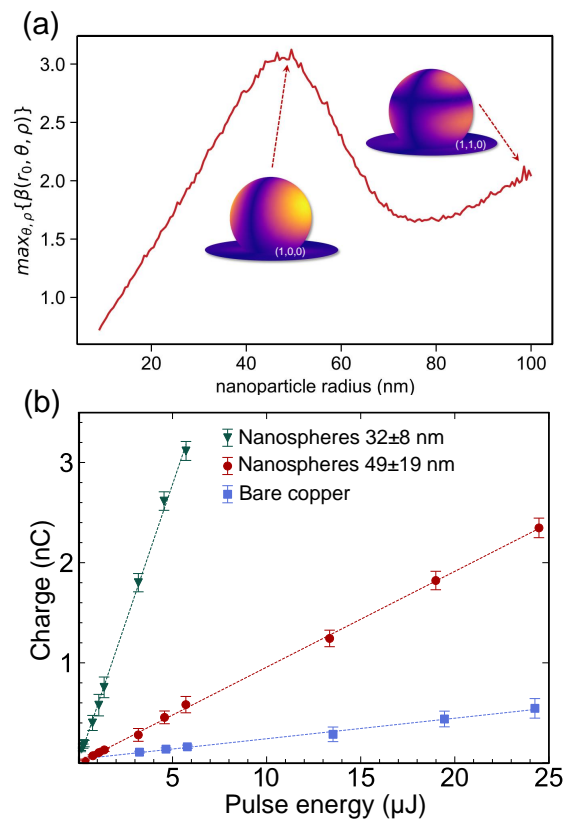 (a)
max_{θ,ρ}{β(r_0, θ, ρ)}
3.0
2.5
2.0
1.5
1.0
(1,0,0)
(1,1,0)
20 40 60 80 100
nanoparticle radius (nm)
(b)
Charge (nC)
3
2
1
Nanospheres 32±8 nm
Nanospheres 49±19 nm
Bare copper
5 10 15 20 25
Pulse energy (µJ)